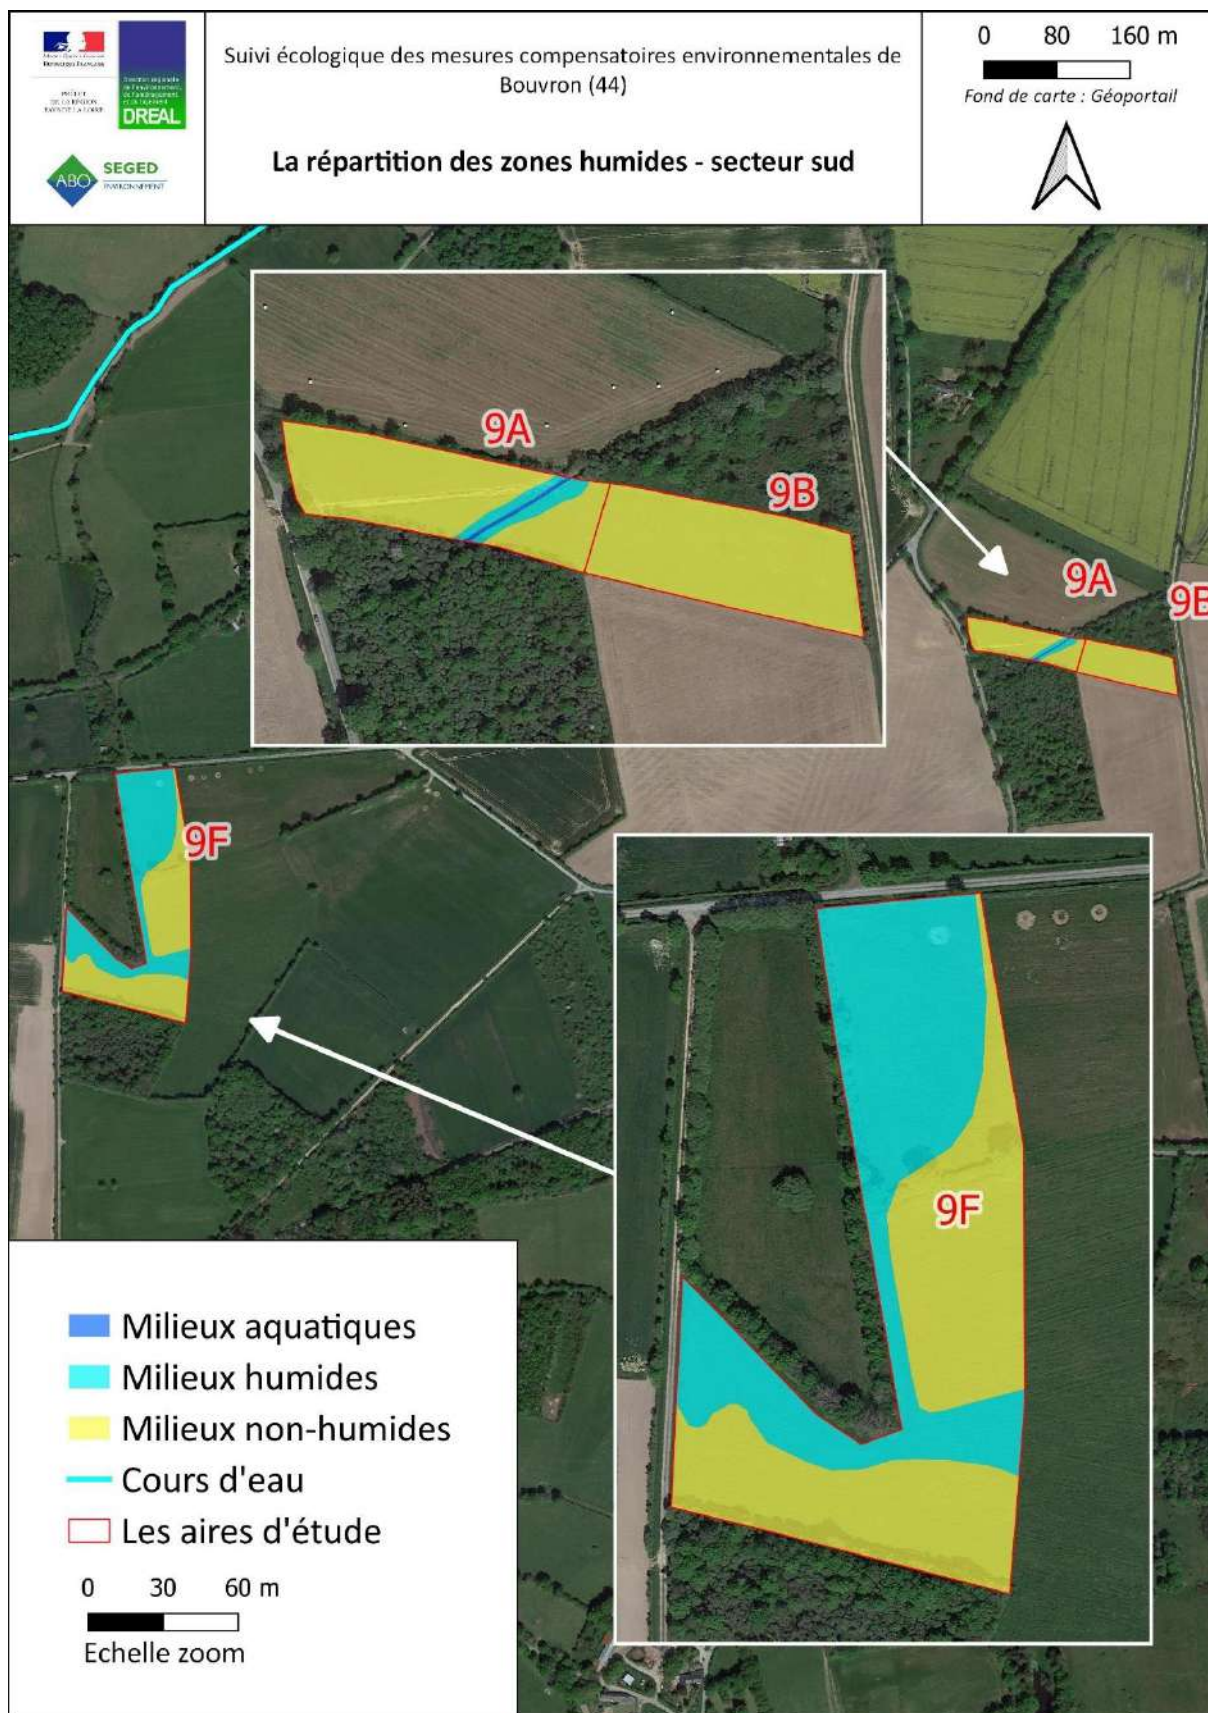 Suivi écologique des mesures compensatoires environnementales de
Bouvron (44)
La répartition des zones humides - secteur sud
0 80 160 m
Fond de carte : Géoportail
DREAL
ABO
SEGED
ENVIRONNEMENT
9A
9B
9A
9B
9F
9F
Milieux aquatiques
Milieux humides
Milieux non-humides
Cours d'eau
Les aires d'étude
0 30 60 m
Echelle zoom